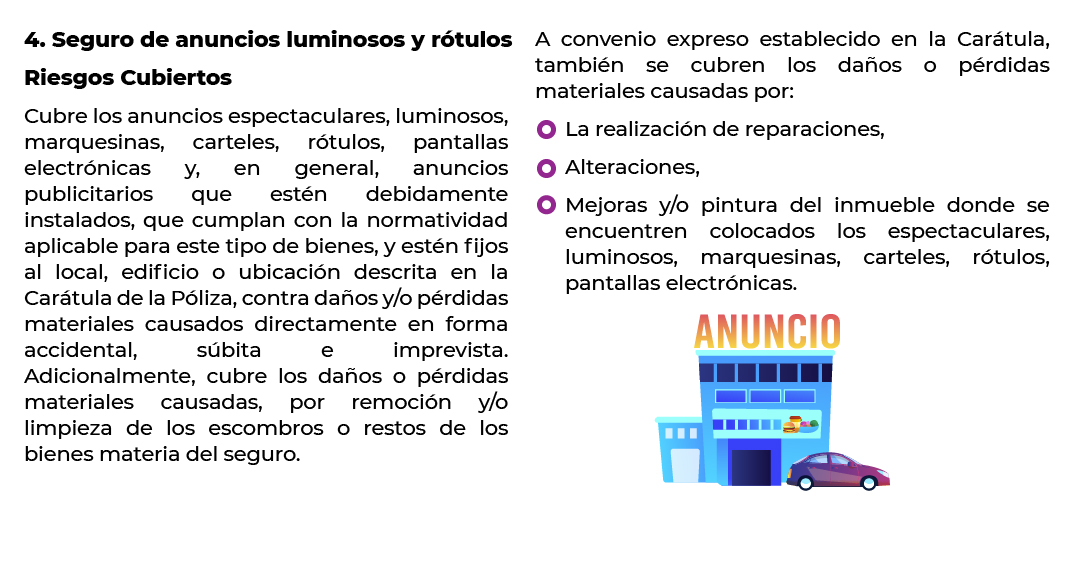 4. Seguro de anuncios luminosos y rótulos
Riesgos Cubiertos
Cubre los anuncios espectaculares, luminosos,
marquesinas, carteles, rótulos, pantallas
electrónicas y, en general, anuncios
publicitarios que estén debidamente
instalados, que cumplan con la normatividad
aplicable para este tipo de bienes, y estén fijos
al local, edificio o ubicación descrita en la
Carátula de la Póliza, contra daños y/o pérdidas
materiales causados directamente en forma
accidental, súbita e imprevista.
Adicionalmente, cubre los daños o pérdidas
materiales causadas, por remoción y/o
limpieza de los escombros o restos de los
bienes materia del seguro.
A convenio expreso establecido en la Carátula,
también se cubren los daños o pérdidas
materiales causadas por:
La realización de reparaciones,
Alteraciones,
Mejoras y/o pintura del inmueble donde se
encuentren colocados los espectaculares,
luminosos, marquesinas, carteles, rótulos,
pantallas electrónicas.
ANUNCIO